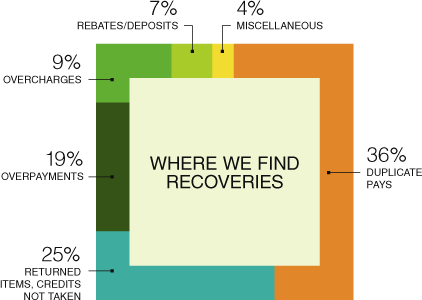 7%
REBATES/DEPOSITS
4%
MISCELLANEOUS
9%
OVERCHARGES
19%
OVERPAYMENTS
WHERE WE FIND
RECOVERIES
36%
DUPLICATE
PAYS
25%
RETURNED
ITEMS, CREDITS
NOT TAKEN